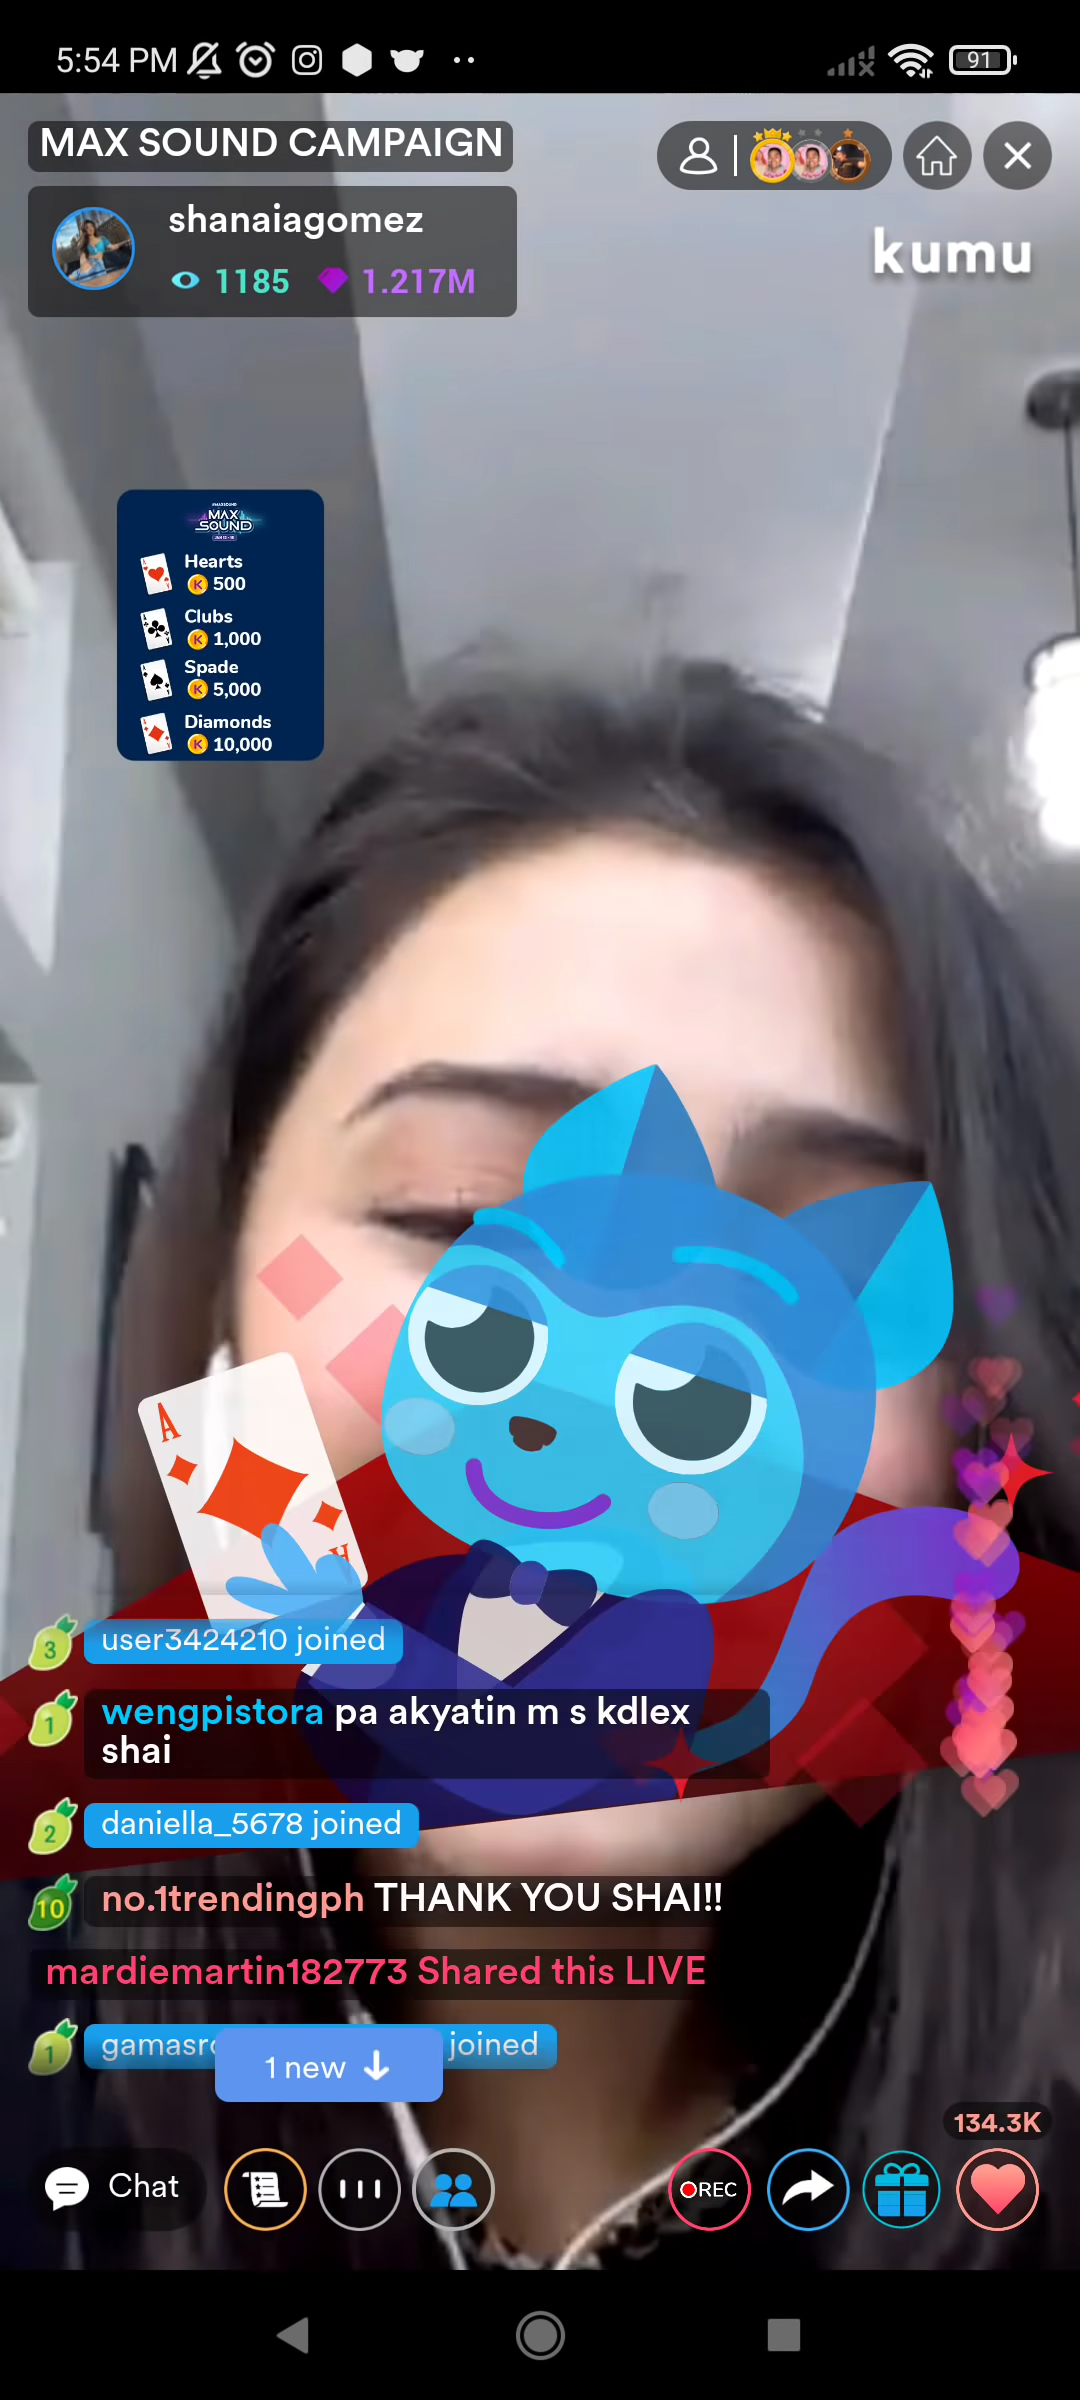 5:54 PM
91
MAX SOUND CAMPAIGN
shanaiagomez
1185 1.217M
kumu
#MAXSOUND
MAX
SOUND
Hearts
K 500
Clubs
K 1,000
Spade
K 5,000
Diamonds
K 10,000
A
A
3 user3424210 joined
1 wengpistora pa akyatin m s kdlex
shai
2 daniella_5678 joined
10 no.1trendingph THANK YOU SHAI!!
mardiemartin182773 Shared this LIVE
1 joined
1 new
134.3K
Chat
REC